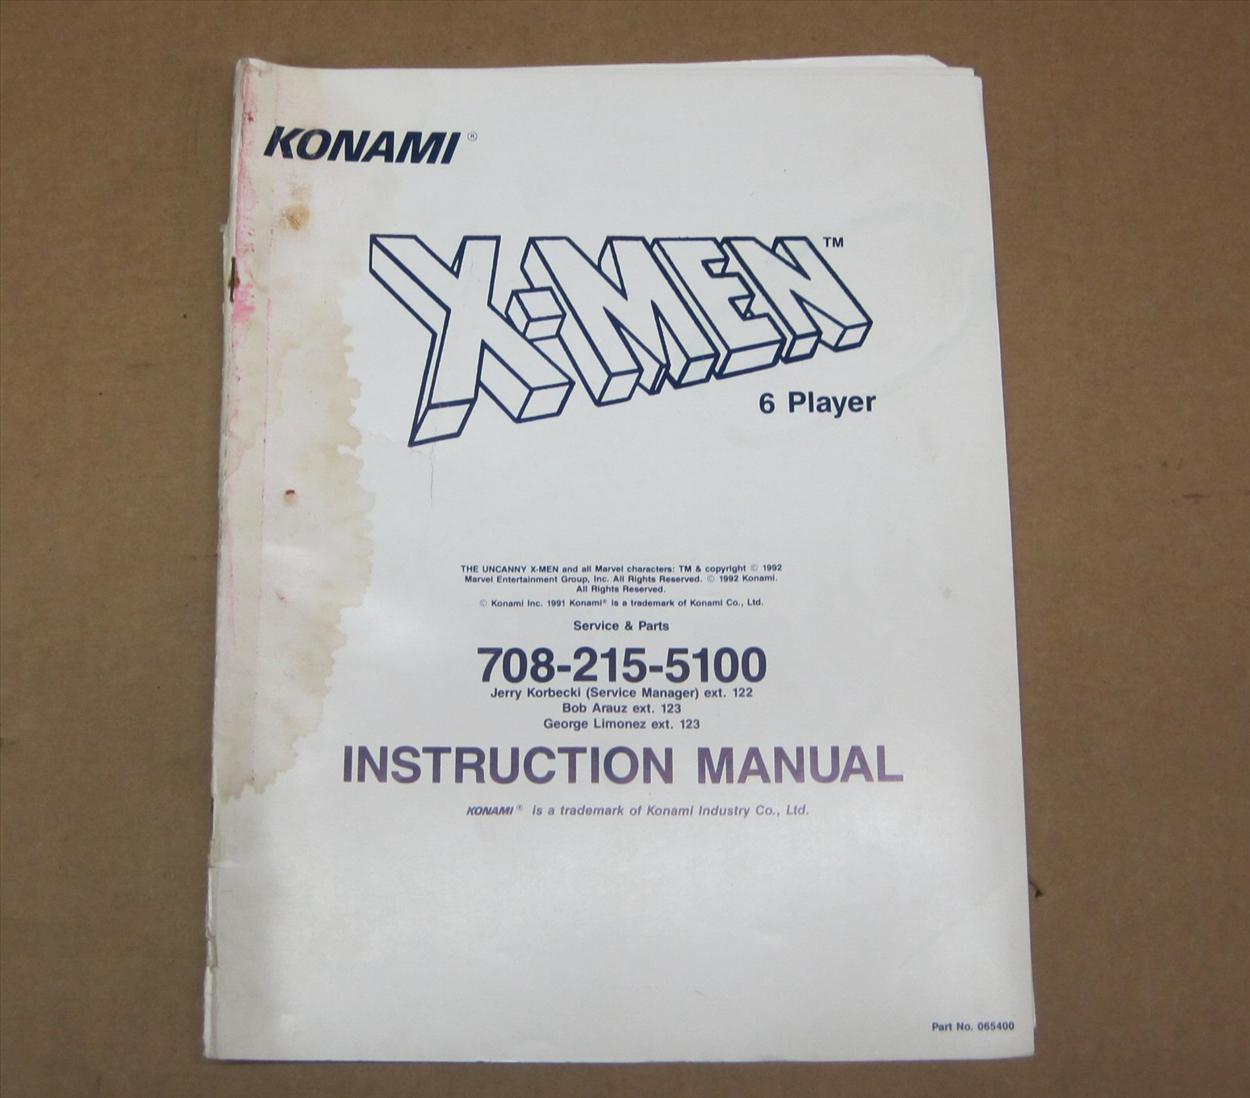 KONAMI®
X-MEN™
6 Player
THE UNCANNY X-MEN and all Marvel characters: TM & copyright © 1992
Marvel Entertainment Group, Inc. All Rights Reserved. © 1992 Konami.
All Rights Reserved.
© Konami Inc. 1991 Konami® is a trademark of Konami Co., Ltd.
Service & Parts
708-215-5100
Jerry Korbecki (Service Manager) ext. 122
Bob Arauz ext. 123
George Limonez ext. 123
INSTRUCTION MANUAL
KONAMI® is a trademark of Konami Industry Co., Ltd.
Part No. 065400